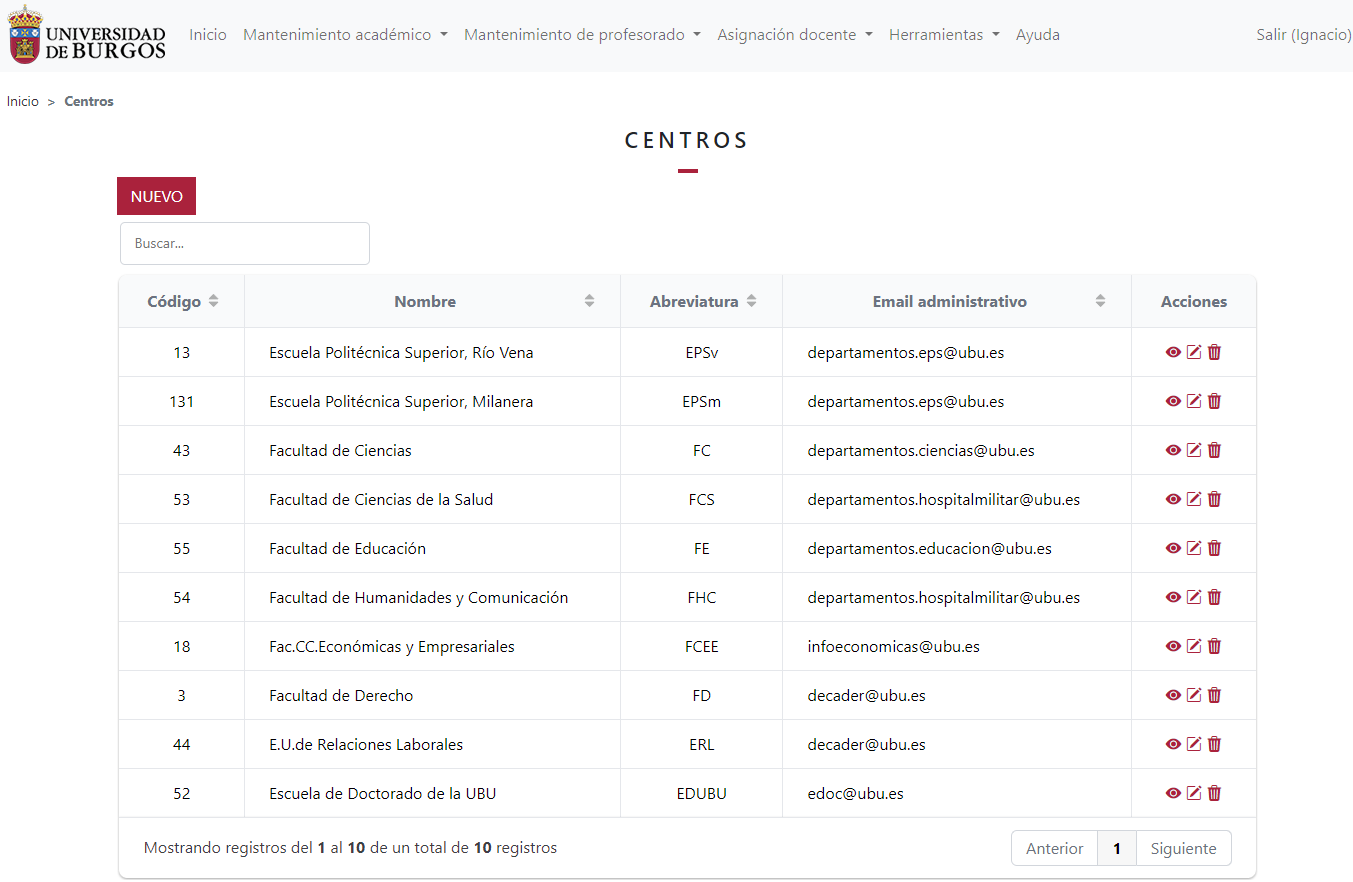 UNIVERSIDAD
DE BURGOS
Inicio Mantenimiento académico Mantenimiento de profesorado Asignación docente Herramientas Ayuda Salir (Ignacio)
Inicio > Centros
CENTROS
NUEVO
Buscar...
Código Nombre Abreviatura Email administrativo Acciones
13 Escuela Politécnica Superior, Río Vena EPSv departamentos.eps@ubu.es
131 Escuela Politécnica Superior, Milanera EPSm departamentos.eps@ubu.es
43 Facultad de Ciencias FC departamentos.ciencias@ubu.es
53 Facultad de Ciencias de la Salud FCS departamentos.hospitalmilitar@ubu.es
55 Facultad de Educación FE departamentos.educacion@ubu.es
54 Facultad de Humanidades y Comunicación FHC departamentos.hospitalmilitar@ubu.es
18 Fac.CC.Económicas y Empresariales FCEE infoeconomicas@ubu.es
3 Facultad de Derecho FD decader@ubu.es
44 E.U.de Relaciones Laborales ERL decader@ubu.es
52 Escuela de Doctorado de la UBU EDUBU edoc@ubu.es
Mostrando registros del 1 al 10 de un total de 10 registros Anterior 1 Siguiente